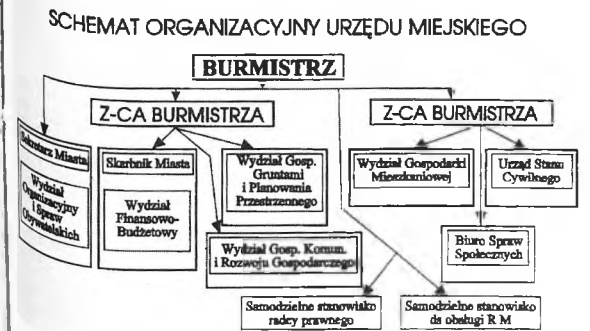 SCHEMAT ORGANIZACYJNY URZĘDU MIEJSKIEGO
BURMISTRZ
Z-CA BURMISTRZA
Z-CA BURMISTRZA
Sekretarz Miasta
Wydział
Organizacyjny
i Spraw
Obywatelskich
Skarbnik Miasta
Wydział
Finansowo-
Budżetowy
Wydział Gosp.
Gruntami
i Planowania
Przestrzennego
Wydział Gosp. Komun.
i Rozwoju Gospodarczego
Wydział Gospodarki
Mieszkaniowej
Urząd Stanu
Cywilnego
Biuro Spraw
Społecznych
Samodzielne stanowisko
radcy prawnego
Samodzielne stanowisko
ds obsługi R M